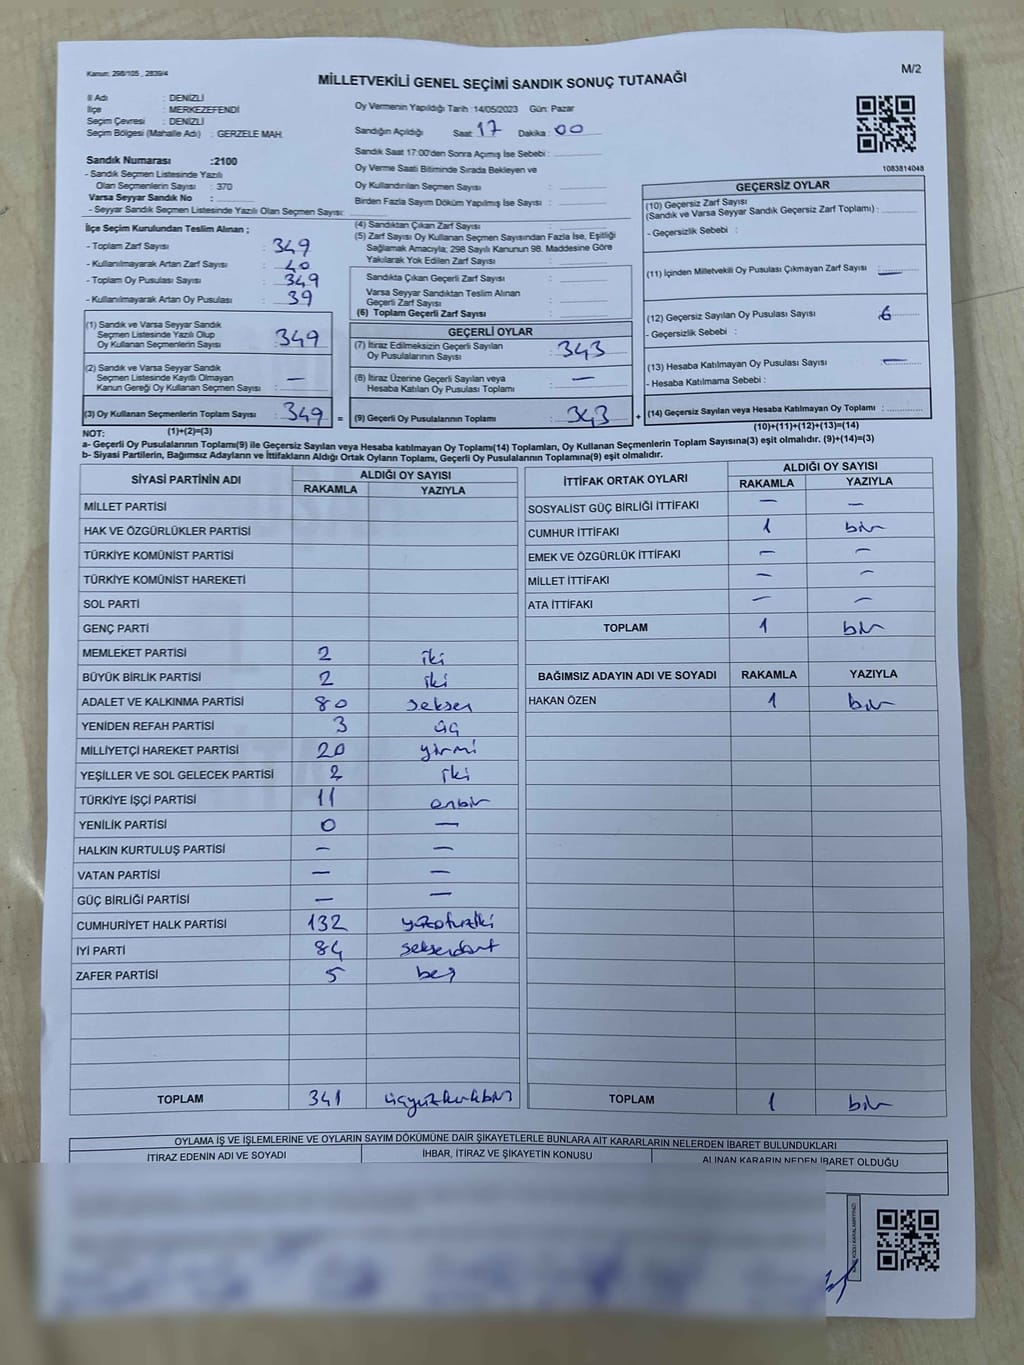 Kanun: 298/105 , 2839/4
MİLLETVEKİLİ GENEL SEÇİMİ SANDIK SONUÇ TUTANAĞI
M/2
İl Adı : DENİZLİ
İlçe : MERKEZEFENDİ
Seçim Çevresi : DENİZLİ
Seçim Bölgesi (Mahalle Adı) : GERZELE MAH.
Sandık Numarası :2100
- Sandık Seçmen Listesinde Yazılı
Olan Seçmenlerin Sayısı : 370
Varsa Seyyar Sandık No :
- Seyyar Sandık Seçmen Listesinde Yazılı Olan Seçmen Sayısı:
İlçe Seçim Kurulundan Teslim Alınan ;
- Toplam Zarf Sayısı : 349
- Kullanılmayarak Artan Zarf Sayısı : 40
- Toplam Oy Pusulası Sayısı : 349
- Kullanılmayarak Artan Oy Pusulası : 39
(1) Sandık ve Varsa Seyyar Sandık
Seçmen Listesinde Yazılı Olup
Oy Kullanan Seçmenlerin Sayısı : 349
(2) Sandık ve Varsa Seyyar Sandık
Seçmen Listesinde Kayıtlı Olmayan
Kanun Gereği Oy Kullanan Seçmen Sayısı : —
(3) Oy Kullanan Seçmenlerin Toplam Sayısı : 349 =
(1)+(2)=(3)
Oy Vermenin Yapıldığı Tarih : 14/05/2023 Gün: Pazar
Sandığın Açıldığı Saat : 17 Dakika : 00
Sandık Saat 17:00'den Sonra Açımış İse Sebebi :
Oy Verme Saati Bitiminde Sırada Bekleyen ve
Oy Kullandırılan Seçmen Sayısı :
Birden Fazla Sayım Döküm Yapılmış İse Sayısı :
(4) Sandıktan Çıkan Zarf Sayısı :
(5) Zarf Sayısı Oy Kullanan Seçmen Sayısından Fazla İse, Eşitliği
Sağlamak Amacıyla; 298 Sayılı Kanunun 98. Maddesine Göre
Yakılarak Yok Edilen Zarf Sayısı :
Sandıkta Çıkan Geçerli Zarf Sayısı :
Varsa Seyyar Sandıktan Teslim Alınan
Geçerli Zarf Sayısı :
(6) Toplam Geçerli Zarf Sayısı :
GEÇERLİ OYLAR
(7) İtiraz Edilmeksizin Geçerli Sayılan
Oy Pusulalarının Sayısı : 343
(8) İtiraz Üzerine Geçerli Sayılan veya
Hesaba Katılan Oy Pusulası Toplamı : —
(9) Geçerli Oy Pusulalarının Toplamı : 343 +
1083814048
GEÇERSİZ OYLAR
(10) Geçersiz Zarf Sayısı
(Sandık ve Varsa Seyyar Sandık Geçersiz Zarf Toplamı) :
- Geçersizlik Sebebi :
(11) İçinden Milletvekili Oy Pusulası Çıkmayan Zarf Sayısı : —
(12) Geçersiz Sayılan Oy Pusulası Sayısı : 6
- Geçersizlik Sebebi :
(13) Hesaba Katılmayan Oy Pusulası Sayısı : —
- Hesaba Katılmama Sebebi :
(14) Geçersiz Sayılan veya Hesaba Katılmayan Oy Toplamı :
(10)+(11)+(12)+(13)=(14)
NOT:
a- Geçerli Oy Pusulalarının Toplamı(9) ile Geçersiz Sayılan veya Hesaba katılmayan Oy Toplamı(14) Toplamları, Oy Kullanan Seçmenlerin Toplam Sayısına(3) eşit olmalıdır. (9)+(14)=(3)
b- Siyasi Partilerin, Bağımsız Adayların ve İttifakların Aldığı Ortak Oyların Toplamı, Geçerli Oy Pusulalarının Toplamına(9) eşit olmalıdır.
SİYASİ PARTİNİN ADI ALDIĞI OY SAYISI
RAKAMLA YAZIYLA
MİLLET PARTİSİ
HAK VE ÖZGÜRLÜKLER PARTİSİ
TÜRKİYE KOMÜNİST PARTİSİ
TÜRKİYE KOMÜNİST HAREKETİ
SOL PARTİ
GENÇ PARTİ
MEMLEKET PARTİSİ 2 iki
BÜYÜK BİRLİK PARTİSİ 2 iki
ADALET VE KALKINMA PARTİSİ 80 seksen
YENİDEN REFAH PARTİSİ 3 üç
MİLLİYETÇİ HAREKET PARTİSİ 20 yirmi
YEŞİLLER VE SOL GELECEK PARTİSİ 2 iki
TÜRKİYE İŞÇİ PARTİSİ 11 onbir
YENİLİK PARTİSİ 0 —
HALKIN KURTULUŞ PARTİSİ — —
VATAN PARTİSİ — —
GÜÇ BİRLİĞİ PARTİSİ — —
CUMHURİYET HALK PARTİSİ 132 yüzotuziki
İYİ PARTİ 84 seksendört
ZAFER PARTİSİ 5 beş
TOPLAM 341 üçyüzkırkbir
İTTİFAK ORTAK OYLARI ALDIĞI OY SAYISI
RAKAMLA YAZIYLA
SOSYALİST GÜÇ BİRLİĞİ İTTİFAKI — —
CUMHUR İTTİFAKI 1 bir
EMEK VE ÖZGÜRLÜK İTTİFAKI — —
MİLLET İTTİFAKI — —
ATA İTTİFAKI — —
TOPLAM 1 bir
BAĞIMSIZ ADAYIN ADI VE SOYADI RAKAMLA YAZIYLA
HAKAN ÖZEN 1 bir
TOPLAM 1 bir
OYLAMA İŞ VE İŞLEMLERİNE VE OYLARIN SAYIM DÖKÜMÜNE DAİR ŞİKAYETLERLE BUNLARA AİT KARARLARIN NELERDEN İBARET BULUNDUKLARI
İTİRAZ EDENİN ADI VE SOYADI İHBAR, İTİRAZ VE ŞİKAYETİN KONUSU ALINAN KARARIN NEDEN İBARET OLDUĞU